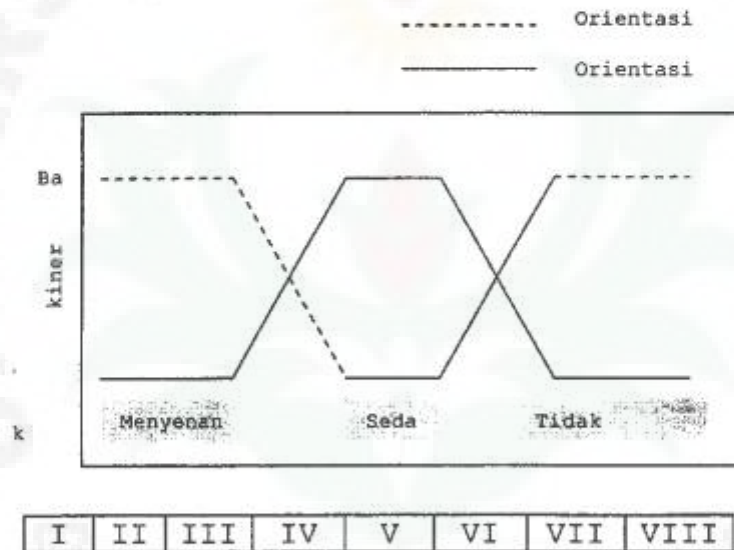 Orientasi
Orientasi
Ba
kiner
k
Menyenan Seda Tidak
I II III IV V VI VII VIII